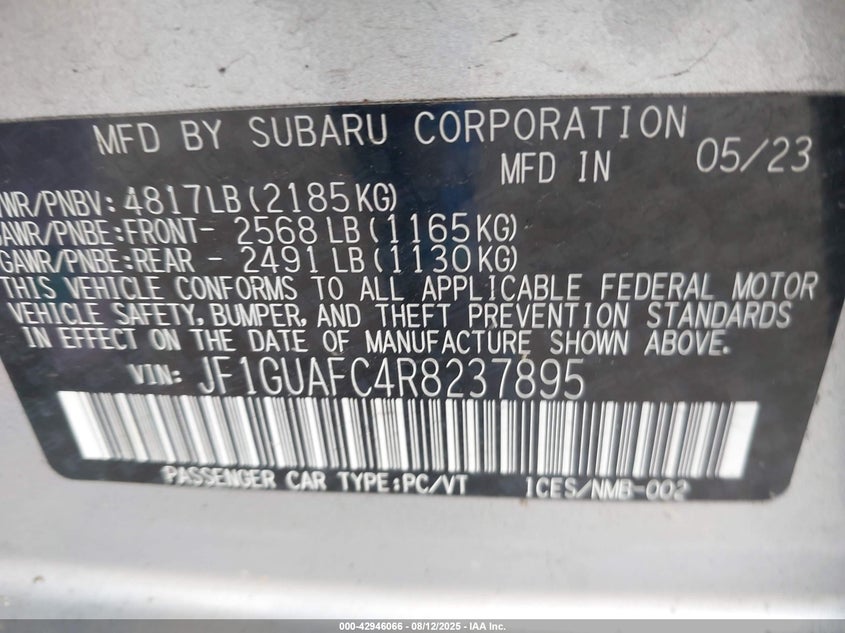 MFD BY SUBARU CORPORATION
MFD IN 05/23
WR/PNBV: 4817LB(2185KG)
AWR/PNBE:FRONT- 2568 LB(1165KG)
GAWR/PNBE:REAR - 2491 LB(1130KG)
THIS VEHICLE CONFORMS TO ALL APPLICABLE FEDERAL MOTOR
VEHICLE SAFETY, BUMPER, AND THEFT PREVENTION STANDARDS
IN EFFECT ON THE DATE OF MANUFACTURE SHOWN ABOVE.
VIN: JF1GUAFC4R8237895
PASSENGER CAR TYPE:PC/VT 1CES/NMB-002
000-42946066 - 08/12/2025 - IAA Inc.